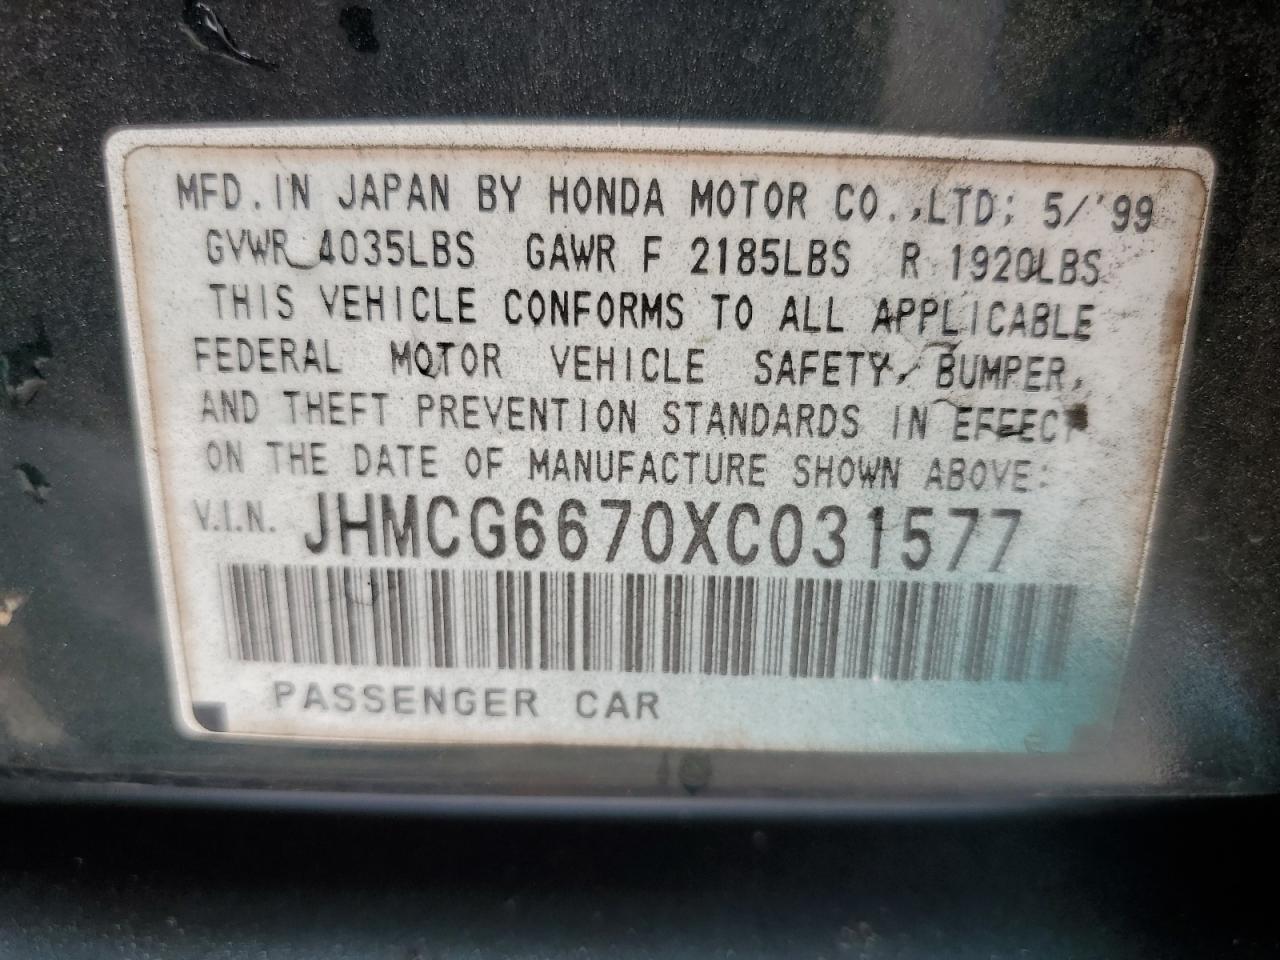 MFD. IN JAPAN BY HONDA MOTOR CO.,LTD; 5/'99
GVWR 4035LBS GAWR F 2185LBS R 1920LBS
THIS VEHICLE CONFORMS TO ALL APPLICABLE
FEDERAL MOTOR VEHICLE SAFETY, BUMPER,
AND THEFT PREVENTION STANDARDS IN EFFECT
ON THE DATE OF MANUFACTURE SHOWN ABOVE:
V.I.N. JHMCG6670XC031577
PASSENGER CAR